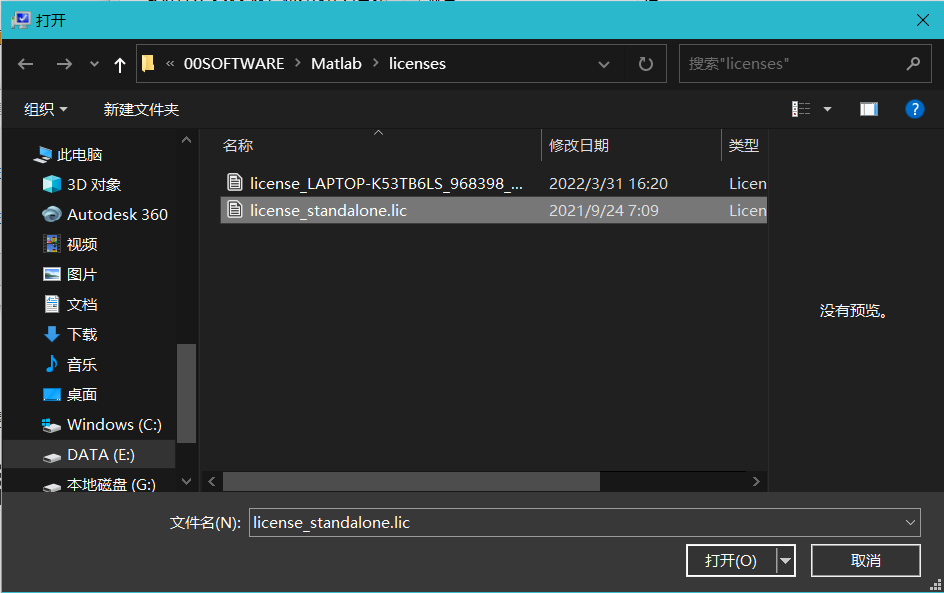 打开
« 00SOFTWARE › Matlab › licenses
搜索"licenses"
组织
新建文件夹
?
此电脑
3D 对象
Autodesk 360
视频
图片
文档
下载
音乐
桌面
Windows (C:)
DATA (E:)
本地磁盘 (G:)
名称 修改日期 类型
license_LAPTOP-K53TB6LS_968398_... 2022/3/31 16:20 Licen
license_standalone.lic 2021/9/24 7:09 Licen
没有预览。
文件名(N): license_standalone.lic
打开(O)
取消